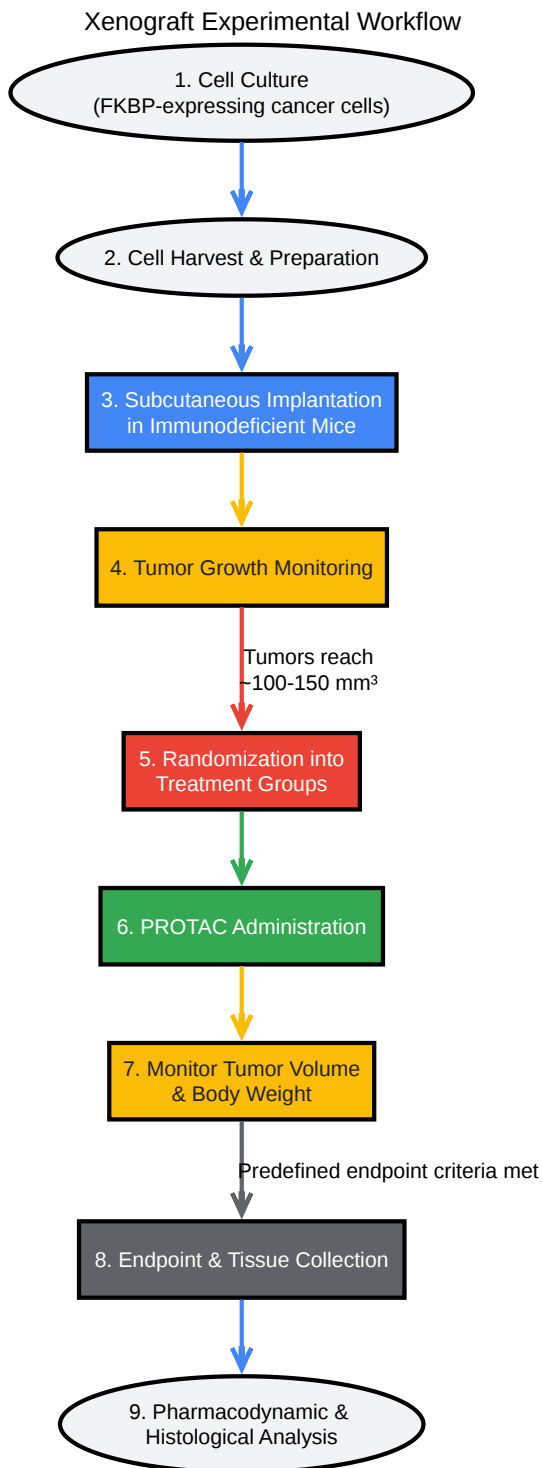 Xenograft Experimental Workflow
1. Cell Culture
(FKBP-expressing cancer cells)
2. Cell Harvest & Preparation
3. Subcutaneous Implantation
in Immunodeficient Mice
4. Tumor Growth Monitoring
Tumors reach
~100-150 mm³
5. Randomization into
Treatment Groups
6. PROTAC Administration
7. Monitor Tumor Volume
& Body Weight
Predefined endpoint criteria met
8. Endpoint & Tissue Collection
9. Pharmacodynamic &
Histological Analysis